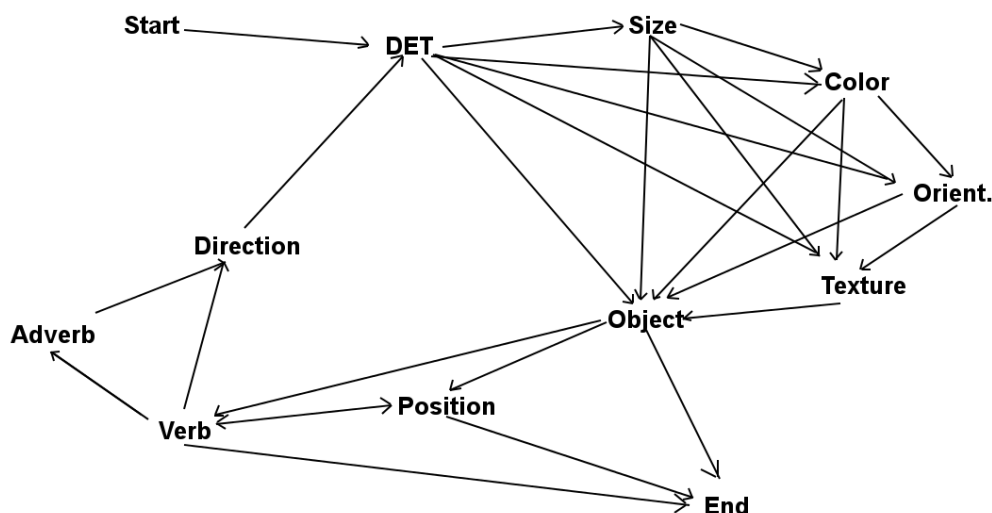 Start
Size
DET
Color
Orient.
Direction
Texture
Object
Adverb
Position
Verb
End